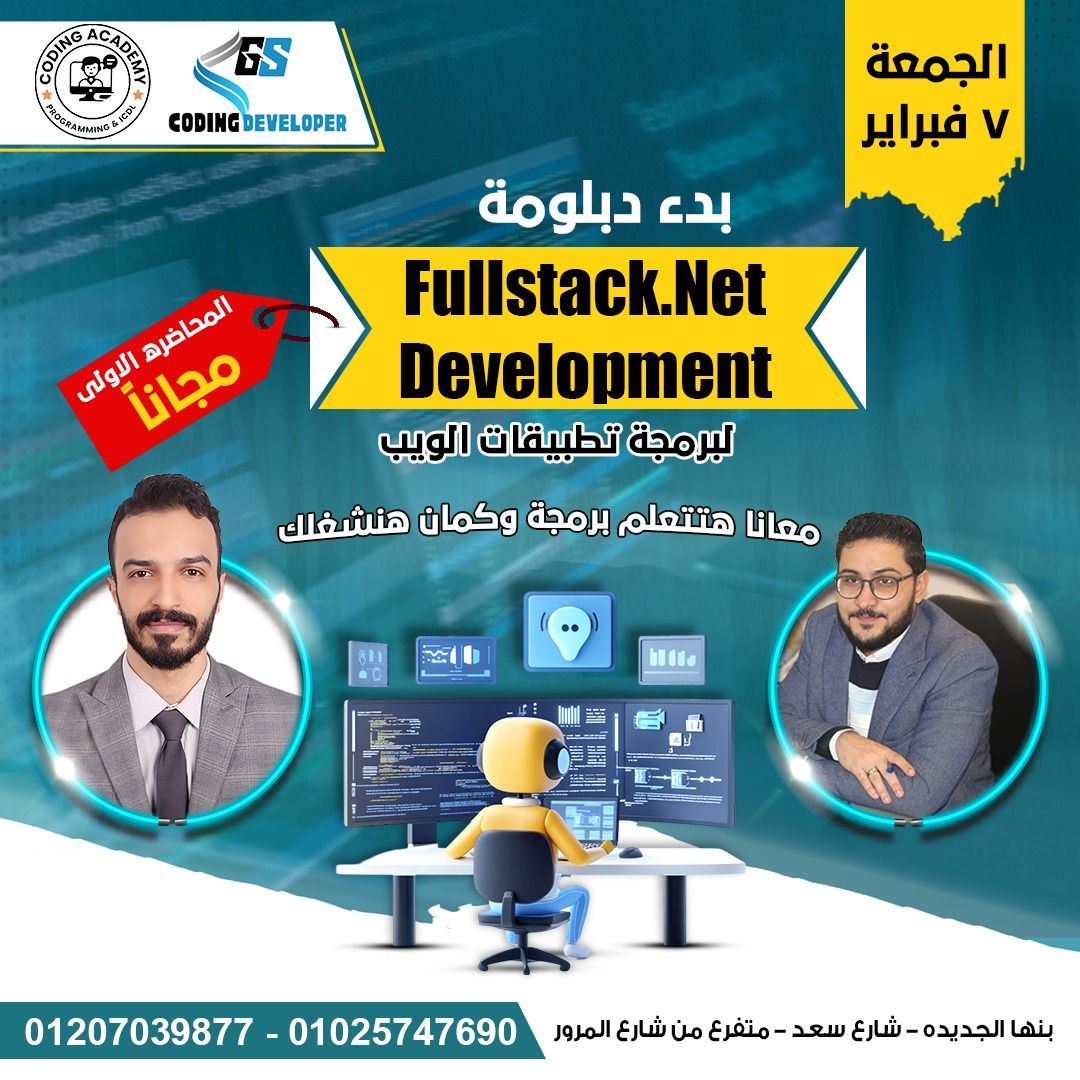 CODING ACADEMY
PROGRAMMING & ICDL
GS
CODING DEVELOPER
الجمعة
٧ فبراير
بدء دبلومة
Fullstack.Net
Development
المحاضره الاولى
مجاناً
لبرمجة تطبيقات الويب
معانا هتتعلم برمجة وكمان هنشغلك
01207039877 - 01025747690
بنها الجديده - شارع سعد - متفرع من شارع المرور